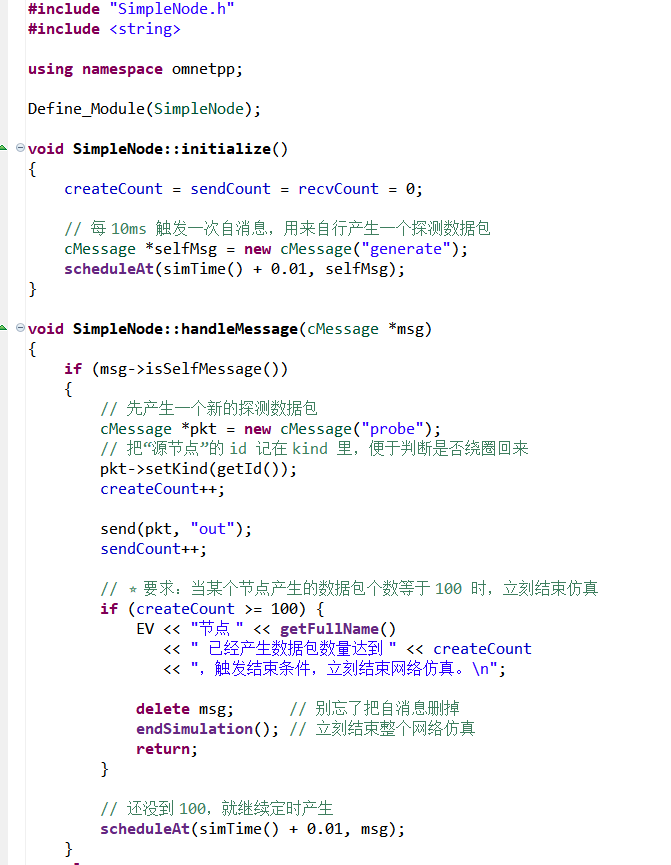 #include "SimpleNode.h"
#include <string>
using namespace omnetpp;
Define_Module(SimpleNode);
void SimpleNode::initialize()
{
    createCount = sendCount = recvCount = 0;
    // 每10ms 触发一次自消息，用来自行产生一个探测数据包
    cMessage *selfMsg = new cMessage("generate");
    scheduleAt(simTime() + 0.01, selfMsg);
}
void SimpleNode::handleMessage(cMessage *msg)
{
    if (msg->isSelfMessage())
    {
        // 先产生一个新的探测数据包
        cMessage *pkt = new cMessage("probe");
        // 把“源节点”的 id 记在 kind 里，便于判断是否绕圈回来
        pkt->setKind(getId());
        createCount++;
        send(pkt, "out");
        sendCount++;
        // ⭐ 要求：当某个节点产生的数据包个数等于100 时，立刻结束仿真
        if (createCount >= 100) {
            EV << "节点 " << getFullName()
               << " 已经产生数据包数量达到 " << createCount
               << "，触发结束条件，立刻结束网络仿真。\n";
            delete msg;      // 别忘了把自消息删掉
            endSimulation(); // 立刻结束整个网络仿真
            return;
        }
        // 还没到100，就继续定时产生
        scheduleAt(simTime() + 0.01, msg);
    }